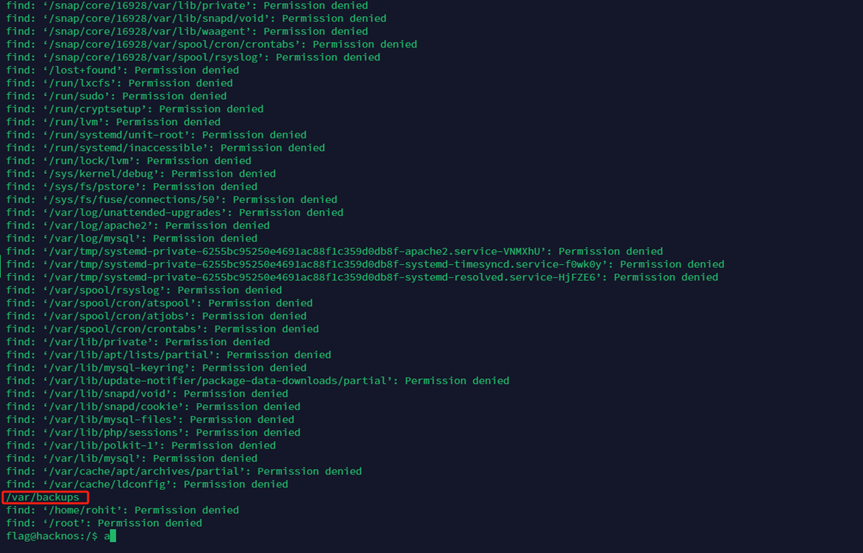 find: ‘/snap/core/16928/var/lib/private’: Permission denied
find: ‘/snap/core/16928/var/lib/snapd/void’: Permission denied
find: ‘/snap/core/16928/var/lib/waagent’: Permission denied
find: ‘/snap/core/16928/var/spool/cron/crontabs’: Permission denied
find: ‘/snap/core/16928/var/spool/rsyslog’: Permission denied
find: ‘/lost+found’: Permission denied
find: ‘/run/lxcfs’: Permission denied
find: ‘/run/sudo’: Permission denied
find: ‘/run/cryptsetup’: Permission denied
find: ‘/run/lvm’: Permission denied
find: ‘/run/systemd/unit-root’: Permission denied
find: ‘/run/systemd/inaccessible’: Permission denied
find: ‘/run/lock/lvm’: Permission denied
find: ‘/sys/kernel/debug’: Permission denied
find: ‘/sys/fs/pstore’: Permission denied
find: ‘/sys/fs/fuse/connections/50’: Permission denied
find: ‘/var/log/unattended-upgrades’: Permission denied
find: ‘/var/log/apache2’: Permission denied
find: ‘/var/log/mysql’: Permission denied
find: ‘/var/tmp/systemd-private-6255bc95250e4691ac88f1c359d0db8f-apache2.service-VNMXhU’: Permission denied
find: ‘/var/tmp/systemd-private-6255bc95250e4691ac88f1c359d0db8f-systemd-timesyncd.service-f0wk0y’: Permission denied
find: ‘/var/tmp/systemd-private-6255bc95250e4691ac88f1c359d0db8f-systemd-resolved.service-HjFZE6’: Permission denied
find: ‘/var/spool/rsyslog’: Permission denied
find: ‘/var/spool/cron/atspool’: Permission denied
find: ‘/var/spool/cron/atjobs’: Permission denied
find: ‘/var/spool/cron/crontabs’: Permission denied
find: ‘/var/lib/private’: Permission denied
find: ‘/var/lib/apt/lists/partial’: Permission denied
find: ‘/var/lib/mysql-keyring’: Permission denied
find: ‘/var/lib/update-notifier/package-data-downloads/partial’: Permission denied
find: ‘/var/lib/snapd/void’: Permission denied
find: ‘/var/lib/snapd/cookie’: Permission denied
find: ‘/var/lib/mysql-files’: Permission denied
find: ‘/var/lib/php/sessions’: Permission denied
find: ‘/var/lib/polkit-1’: Permission denied
find: ‘/var/lib/mysql’: Permission denied
find: ‘/var/cache/apt/archives/partial’: Permission denied
find: ‘/var/cache/ldconfig’: Permission denied
/var/backups
find: ‘/home/rohit’: Permission denied
find: ‘/root’: Permission denied
flag@hacknos:/$ a